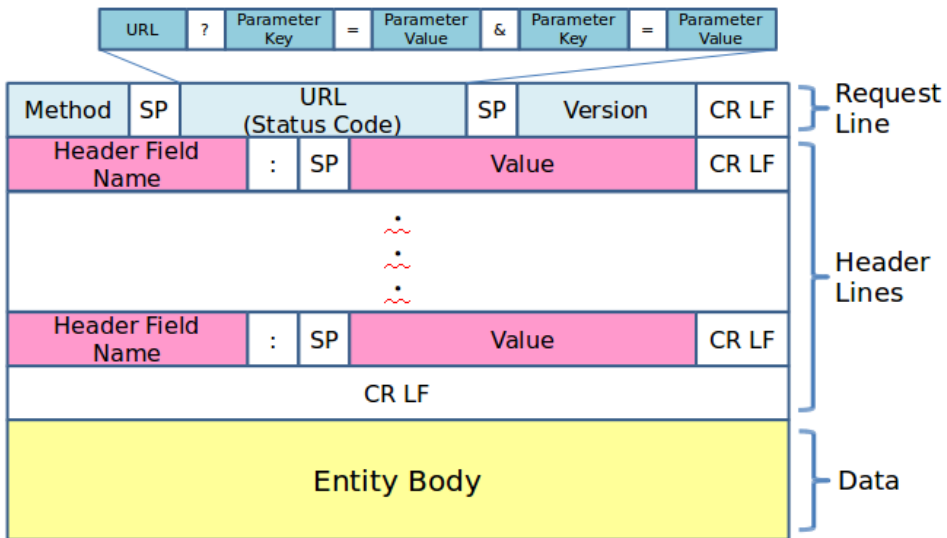 URL ? Parameter Key = Parameter Value & Parameter Key = Parameter Value
Method SP URL (Status Code) SP Version CR LF
Request Line
Header Field Name : SP Value CR LF
.
.
.
Header Lines
Header Field Name : SP Value CR LF
CR LF
Entity Body
Data